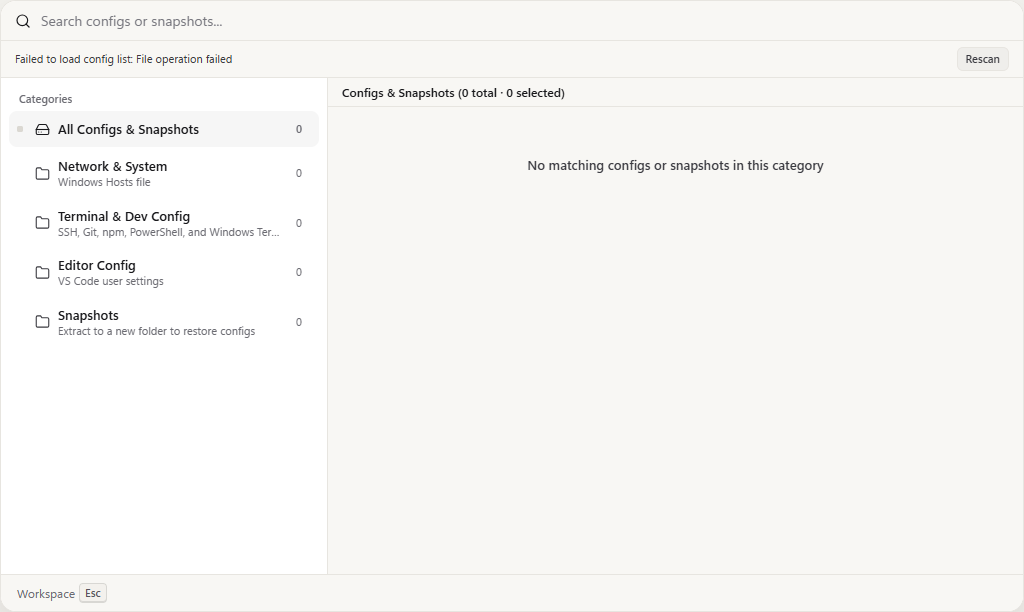 Search configs or snapshots...
Failed to load config list: File operation failed
Rescan
Categories
All Configs & Snapshots 0
Network & System
Windows Hosts file
0
Terminal & Dev Config
SSH, Git, npm, PowerShell, and Windows Ter...
0
Editor Config
VS Code user settings
0
Snapshots
Extract to a new folder to restore configs
0
Configs & Snapshots (0 total · 0 selected)
No matching configs or snapshots in this category
Workspace Esc